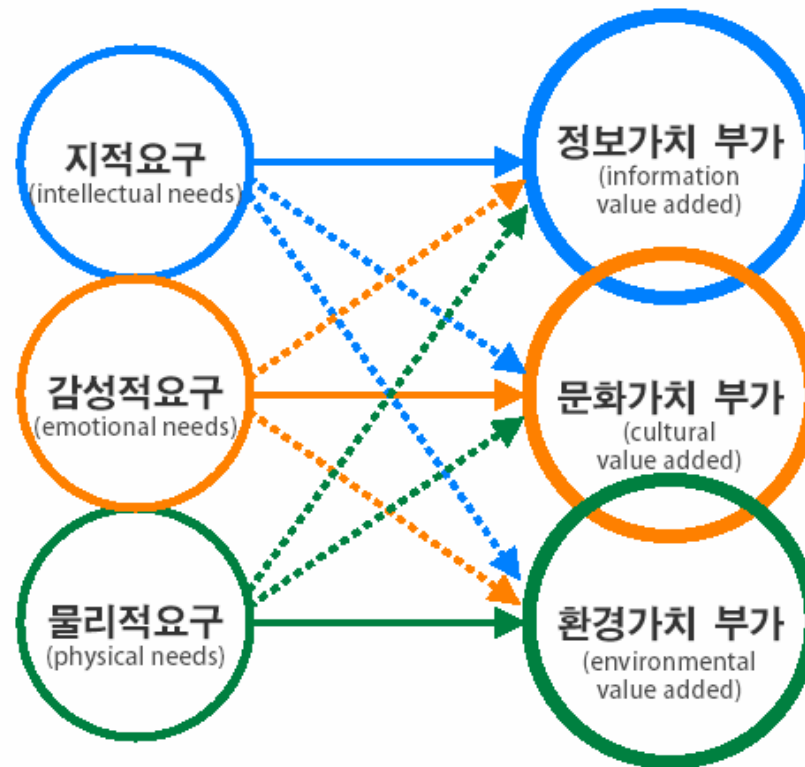 지적요구
(intellectual needs)
감성적요구
(emotional needs)
물리적요구
(physical needs)
정보가치 부가
(information
value added)
문화가치 부가
(cultural
value added)
환경가치 부가
(environmental
value added)